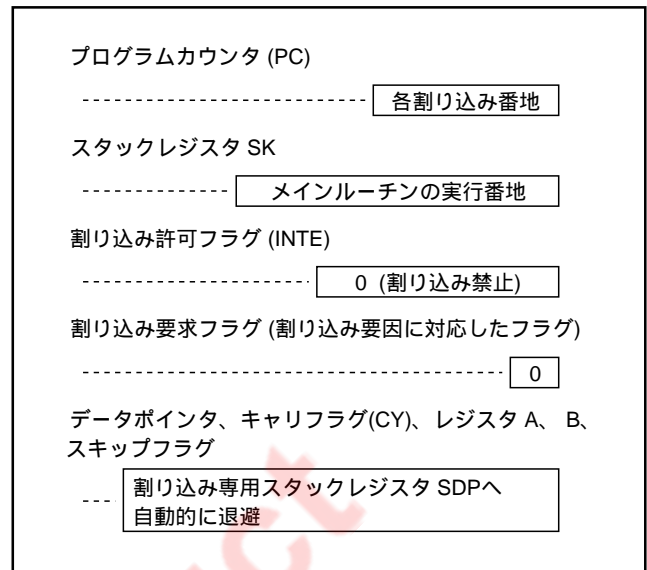 プログラムカウンタ (PC)
各割り込み番地
スタックレジスタ SK
メインルーチンの実行番地
割り込み許可フラグ (INTE)
0 (割り込み禁止)
割り込み要求フラグ (割り込み要因に対応したフラグ)
0
データポインタ、キャリフラグ(CY)、レジスタ A、 B、
スキップフラグ
割り込み専用スタックレジスタ SDPへ
自動的に退避